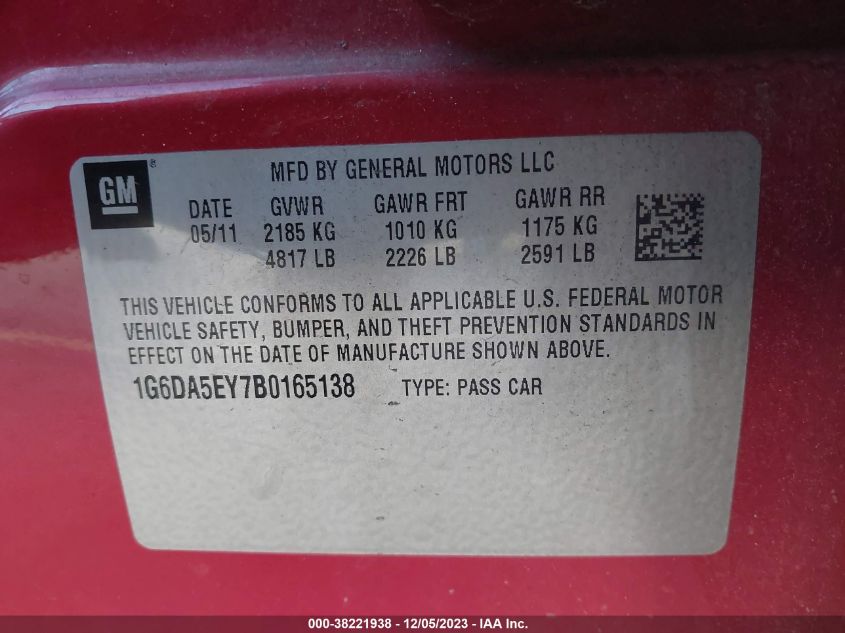 GM ®
MFD BY GENERAL MOTORS LLC
DATE GVWR GAWR FRT GAWR RR
05/11 2185 KG 1010 KG 1175 KG
4817 LB 2226 LB 2591 LB
THIS VEHICLE CONFORMS TO ALL APPLICABLE U.S. FEDERAL MOTOR
VEHICLE SAFETY, BUMPER, AND THEFT PREVENTION STANDARDS IN
EFFECT ON THE DATE OF MANUFACTURE SHOWN ABOVE.
1G6DA5EY7B0165138 TYPE: PASS CAR
000-38221938 - 12/05/2023 - IAA Inc.